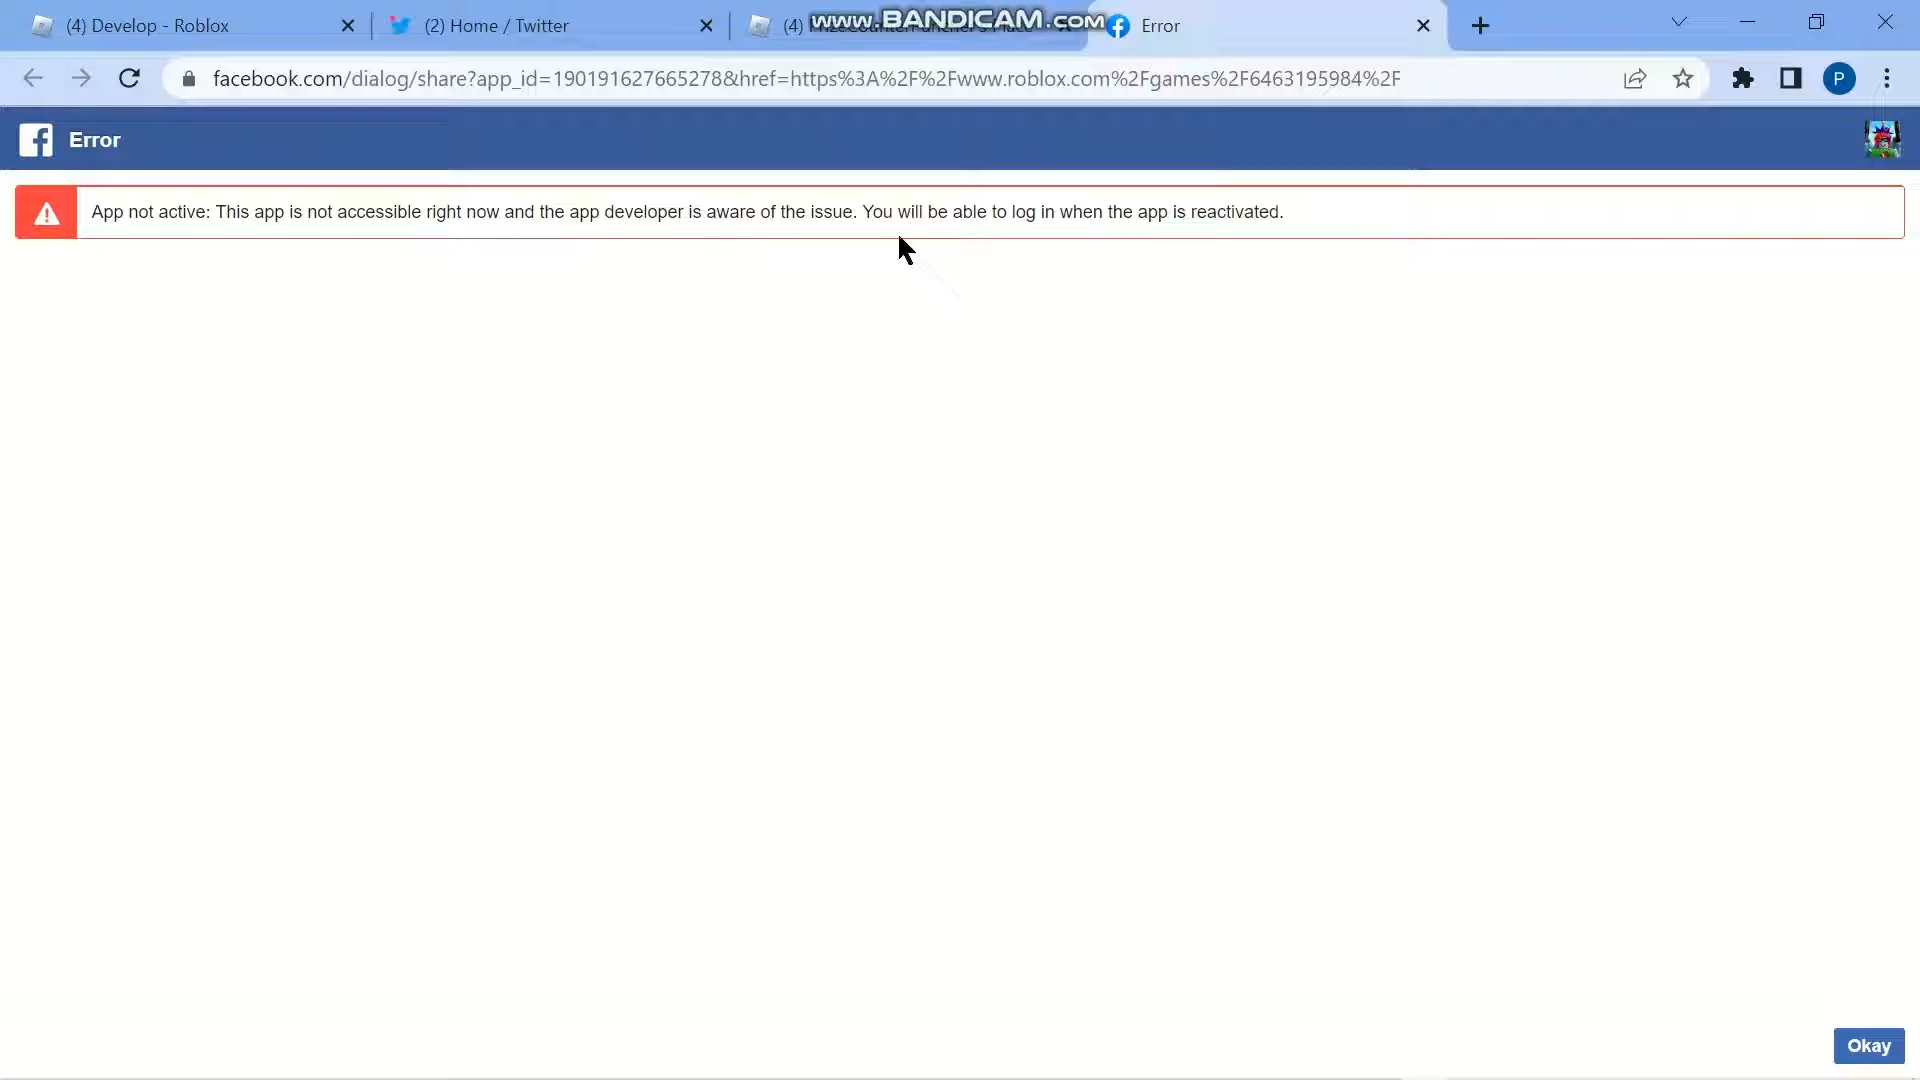 (4) Develop - Roblox
(2) Home / Twitter
(4)
www.BANDICAM.com
Error
facebook.com/dialog/share?app_id=190191627665278&href=https%3A%2F%2Fwww.roblox.com%2Fgames%2F6463195984%2F
P
Error
App not active: This app is not accessible right now and the app developer is aware of the issue. You will be able to log in when the app is reactivated.
Okay